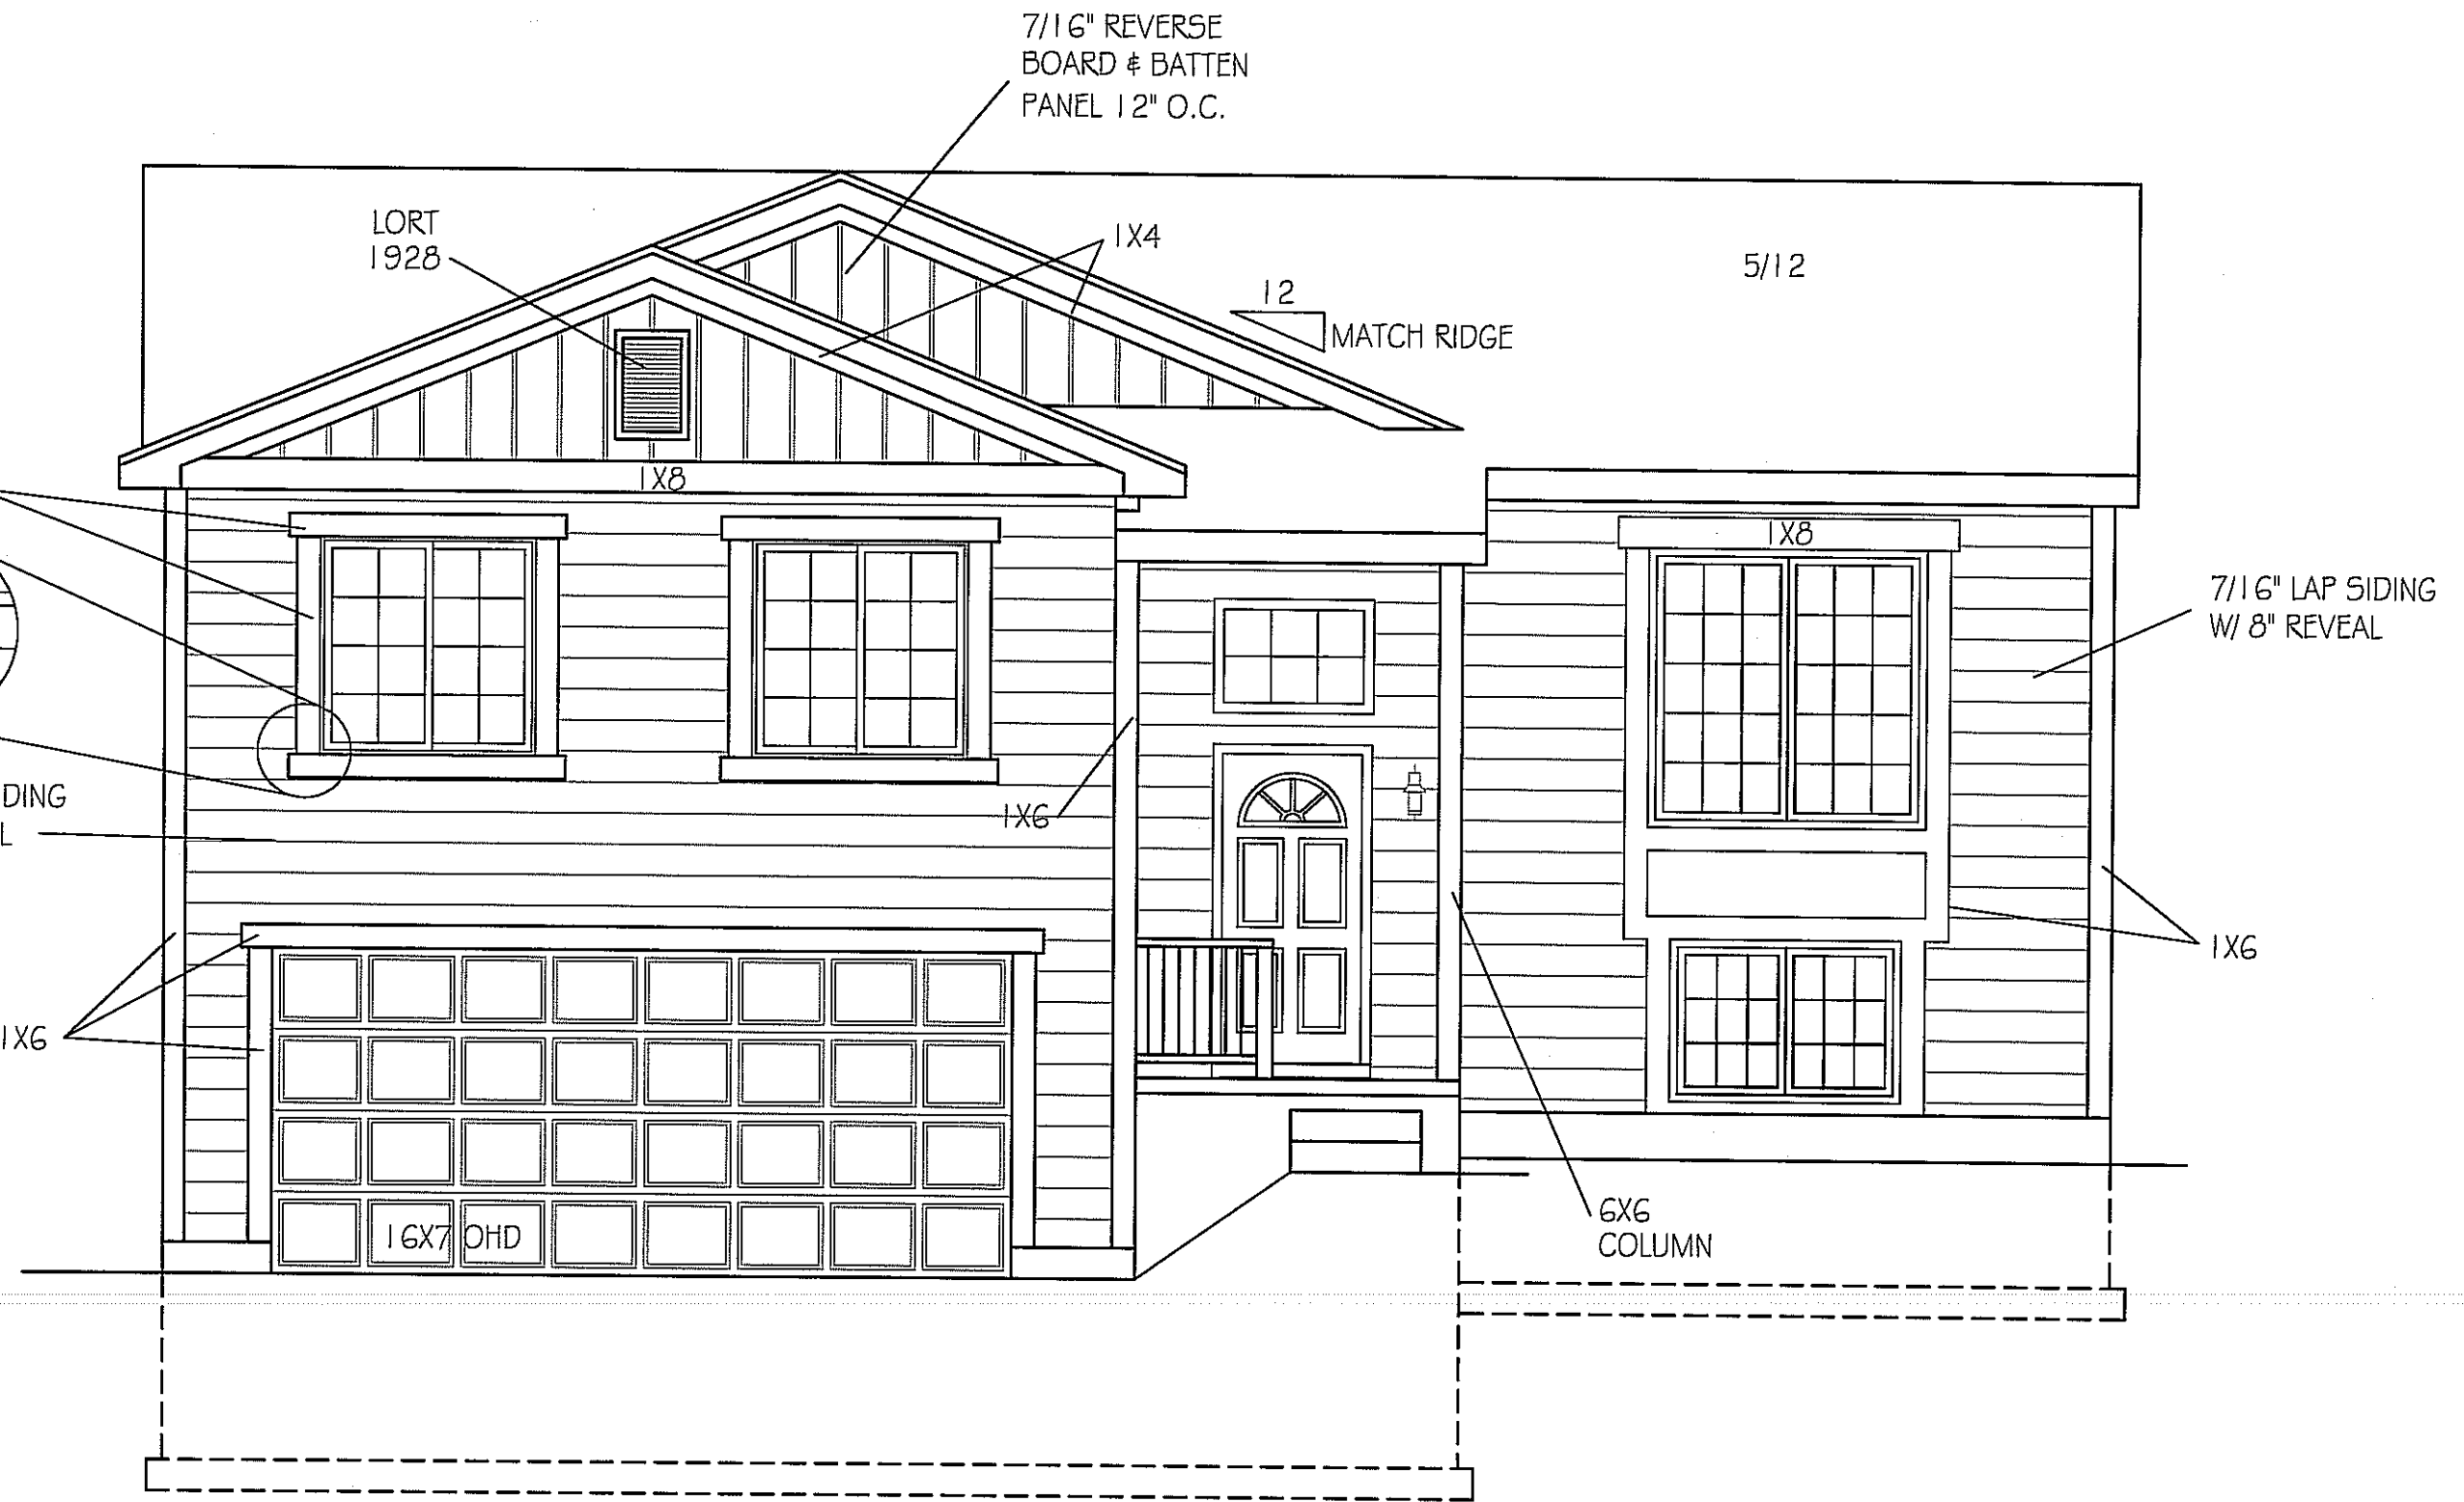 7/16" REVERSE
BOARD & BATTEN
PANEL 12" O.C.
LORT
1928
1X4
5/12
12
MATCH RIDGE
1X8
1X8
7/16" LAP SIDING
W/ 8" REVEAL
DING
L
1X6
1X6
1X6
16X7 OHD
6X6
COLUMN